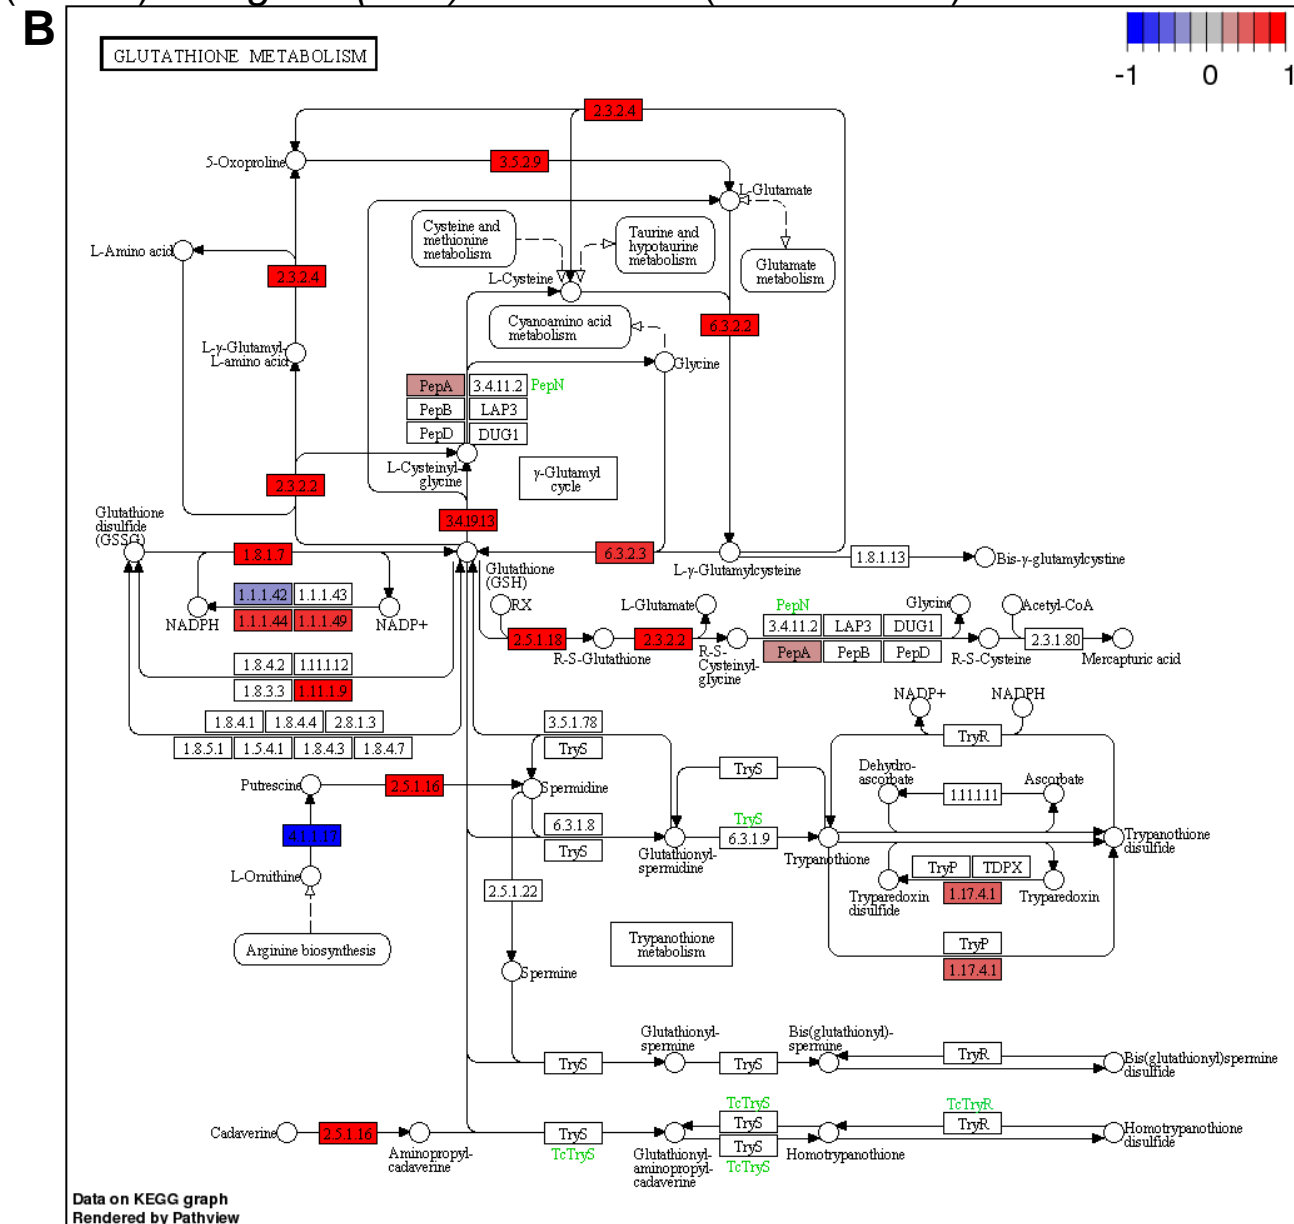 B
GLUTATHIONE METABOLISM
-1
0
1
2.3.2.4
5-Oxoproline
3.5.2.9
L-Glutamate
Cysteine and
methionine
metabolism
Taurine and
hypotaurine
metabolism
L-Amino acid
Glutamate
metabolism
2.3.2.4
L-Cysteine
Cyanoamino acid
metabolism
6.3.2.2
L-γ-Glutamyl-
L-amino acid
Glycine
PepA
3.4.11.2
PepN
PepB
LAP3
PepD
DUG1
L-Cysteinyl-
glycine
γ-Glutamyl
cycle
2.3.2.2
Glutathione
disulfide
(GSSG)
3.4.19.13
1.8.1.7
Glutathione
(GSH)
6.3.2.3
L-γ-Glutamylcysteine
1.8.1.13
Bis-γ-glutamylcystine
1.1.1.42
1.1.1.43
1.1.1.44
1.1.1.49
NADPH
NADP+
RX
L-Glutamate
PepN
Glycine
Acetyl-CoA
2.5.1.18
R-S-Glutathione
2.3.2.2
R-S-
Cysteinyl-
glycine
3.4.11.2
LAP3
DUG1
PepA
PepB
PepD
R-S-Cysteine
2.3.1.80
Mercapturic acid
1.8.4.2
1.11.1.12
1.8.3.3
1.11.1.9
1.8.4.1
1.8.4.4
2.8.1.3
1.8.5.1
1.5.4.1
1.8.4.3
1.8.4.7
3.5.1.78
TryS
NADP+
NADPH
TryR
Putrescine
2.5.1.16
Spermidine
TryS
Dehydro-
ascorbate
1.11.1.11
Ascorbate
4.1.1.17
6.3.1.8
TryS
Glutathionyl-
spermidine
TryS
6.3.1.9
Trypanothione
Trypanothione
disulfide
L-Ornithine
2.5.1.22
TryP
TDPX
1.17.4.1
Tryparedoxin
disulfide
Tryparedoxin
Arginine biosynthesis
Trypanothione
metabolism
TryP
1.17.4.1
Spermine
Glutathionyl-
spermine
Bis(glutathionyl)-
spermine
TryS
TryS
TryR
Bis(glutathionyl)spermine
disulfide
Cadaverine
2.5.1.16
Aminopropyl-
cadaverine
TryS
TcTryS
Glutathionyl-
aminopropyl-
cadaverine
TcTryS
TryS
TryS
TcTryS
Homotrypanothione
TcTryR
TryR
Homotrypanothione
disulfide
Data on KEGG graph
Rendered by Pathview